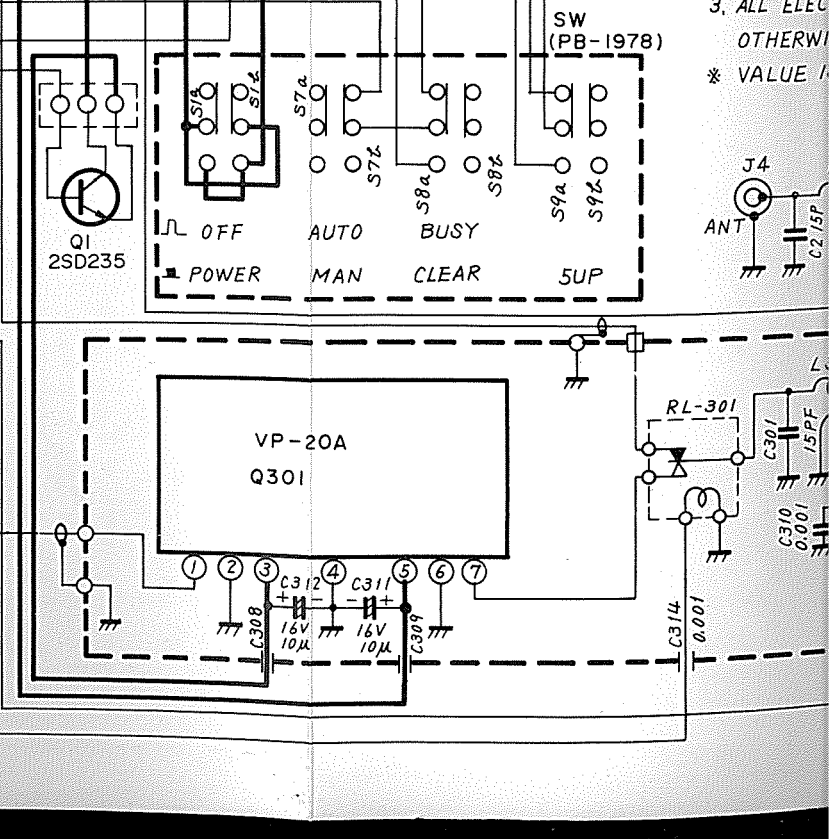 SW
(PB-1978)
3. ALL ELEC
OTHERWI
※ VALUE
S1a
S1b
S7a
S7b
S8a
S8b
S9a
S9b
OFF
AUTO
BUSY
POWER
MAN
CLEAR
5UP
Q1
2SD235
J4
ANT
C2 15P
VP-20A
Q301
RL-301
C301
15PF
C310
0.001
1
2
3
4
5
6
7
C312
C311
+
-
-
+
16V
10μ
16V
10μ
C308
C309
C314
0.001